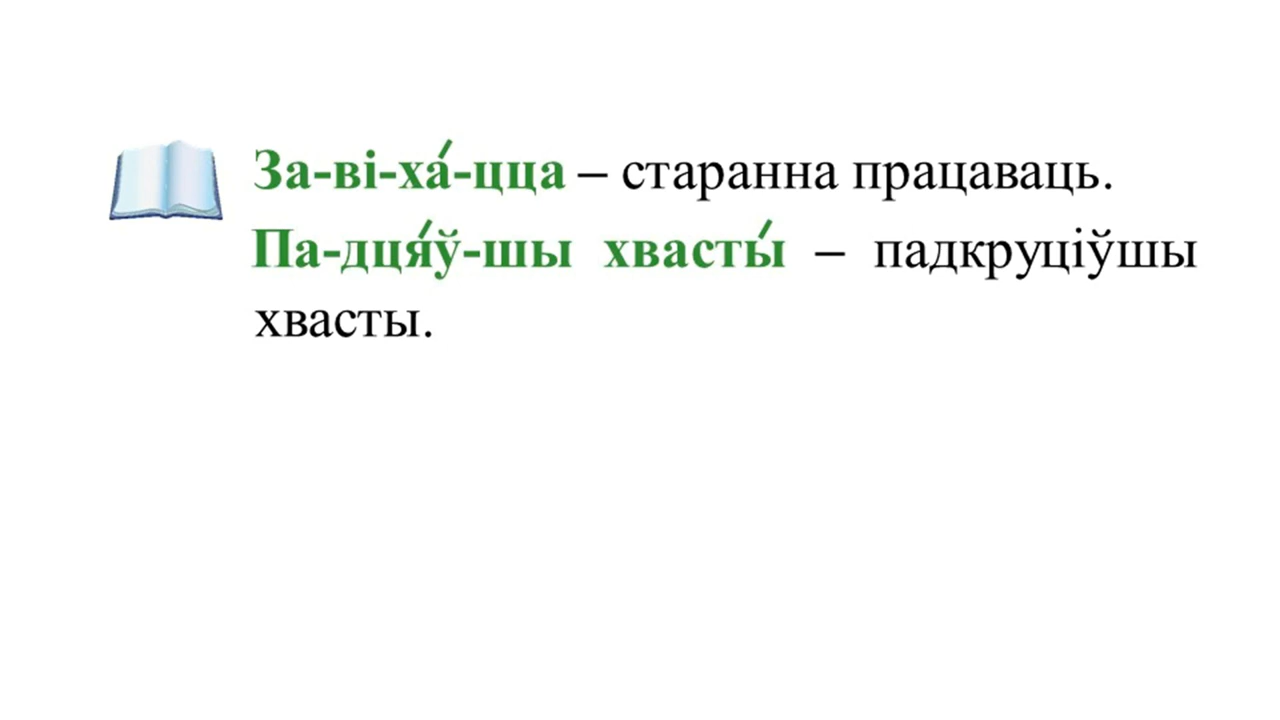 За-ві-ха́-цца – старанна працаваць.
Па-дця́ў-шы хвасты́ – падкруціўшы
хвасты.